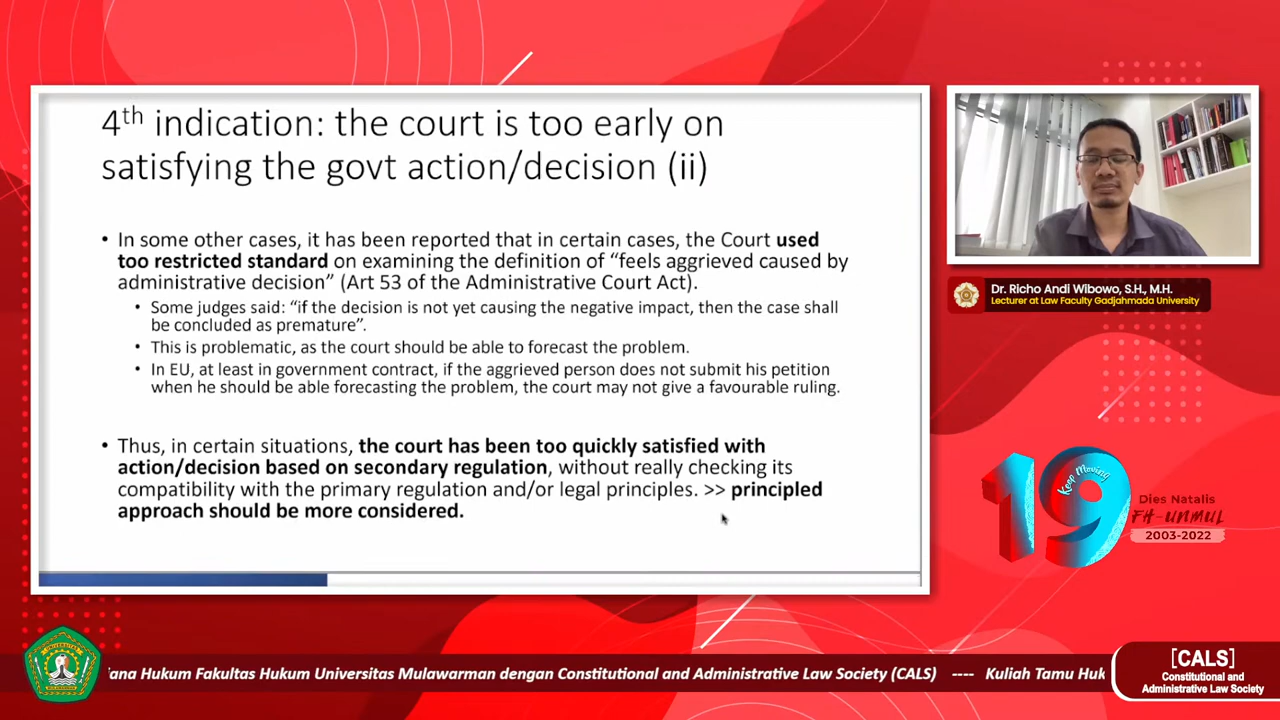 4th indication: the court is too early on
satisfying the govt action/decision (ii)
• In some other cases, it has been reported that in certain cases, the Court used
too restricted standard on examining the definition of “feels aggrieved caused by
administrative decision” (Art 53 of the Administrative Court Act).
• Some judges said: “if the decision is not yet causing the negative impact, then the case shall
be concluded as premature”.
• This is problematic, as the court should be able to forecast the problem.
• In EU, at least in government contract, if the aggrieved person does not submit his petition
when he should be able forecasting the problem, the court may not give a favourable ruling.
• Thus, in certain situations, the court has been too quickly satisfied with
action/decision based on secondary regulation, without really checking its
compatibility with the primary regulation and/or legal principles. >> principled
approach should be more considered.
Dr. Richo Andi Wibowo, S.H., M.H.
Lecturer at Law Faculty Gadjahmada University
19
Keep Moving
Dies Natalis
FH-UNMUL
2003-2022
ana Hukum Fakultas Hukum Universitas Mulawarman dengan Constitutional and Administrative Law Society (CALS) ---- Kuliah Tamu Huk
[CALS]
Constitutional and
Administrative Law Society